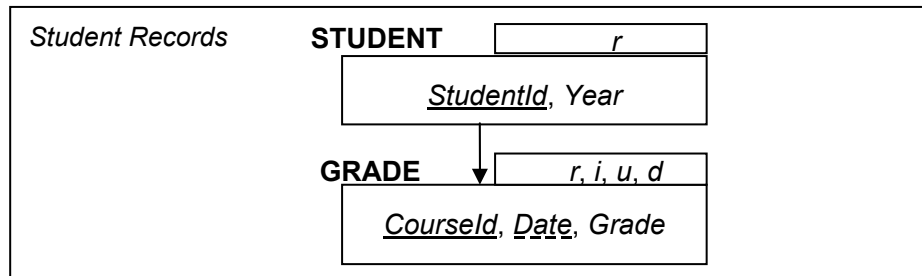 Student Records STUDENT r
StudentId, Year
GRADE r, i, u, d
CourseId, Date, Grade